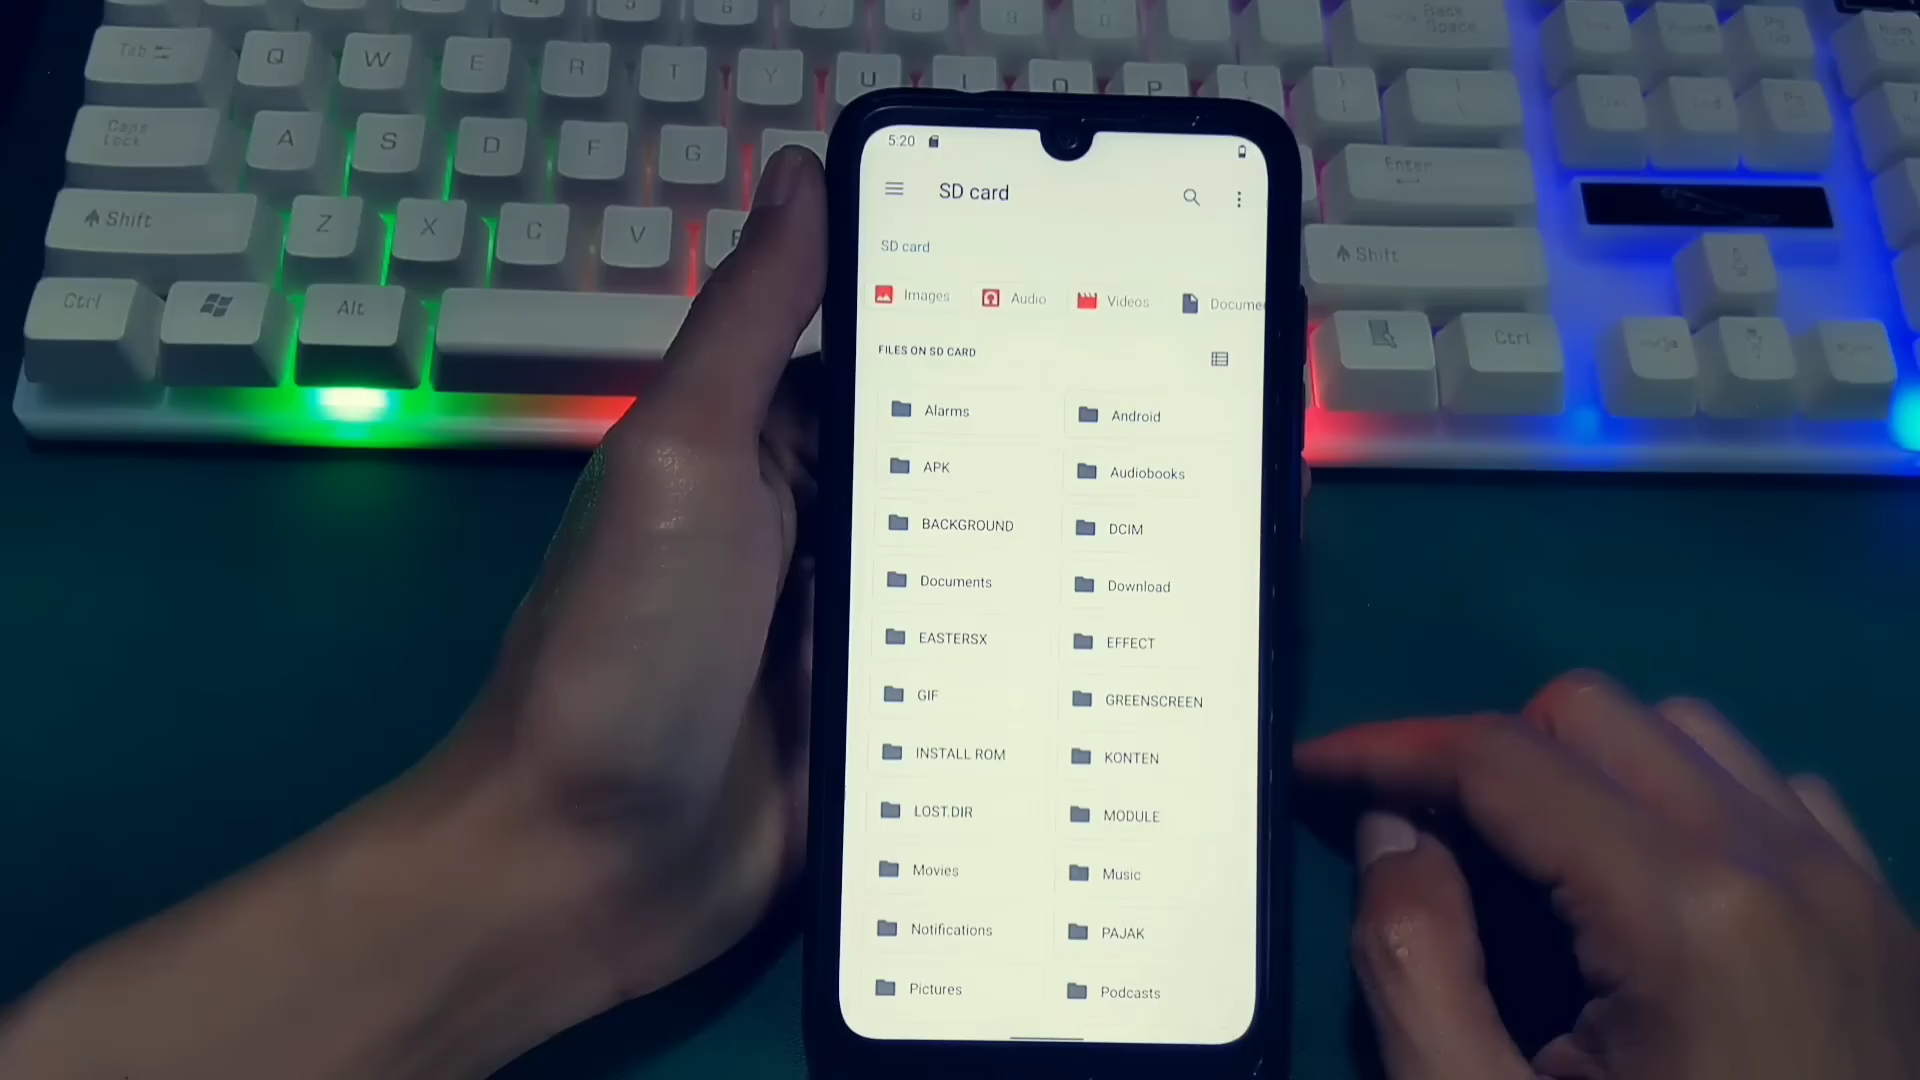 Tab
Q W E R T Y U I O P
Back
Space
Caps
Lock
A S D F G
Enter
Shift
Z X C V
Shift
Ctrl
Alt
Ctrl
5:20
SD card
SD card
Images Audio Videos Docume
FILES ON SD CARD
Alarms Android
APK Audiobooks
BACKGROUND DCIM
Documents Download
EASTERSX EFFECT
GIF GREENSCREEN
INSTALL ROM KONTEN
LOST.DIR MODULE
Movies Music
Notifications PAJAK
Pictures Podcasts